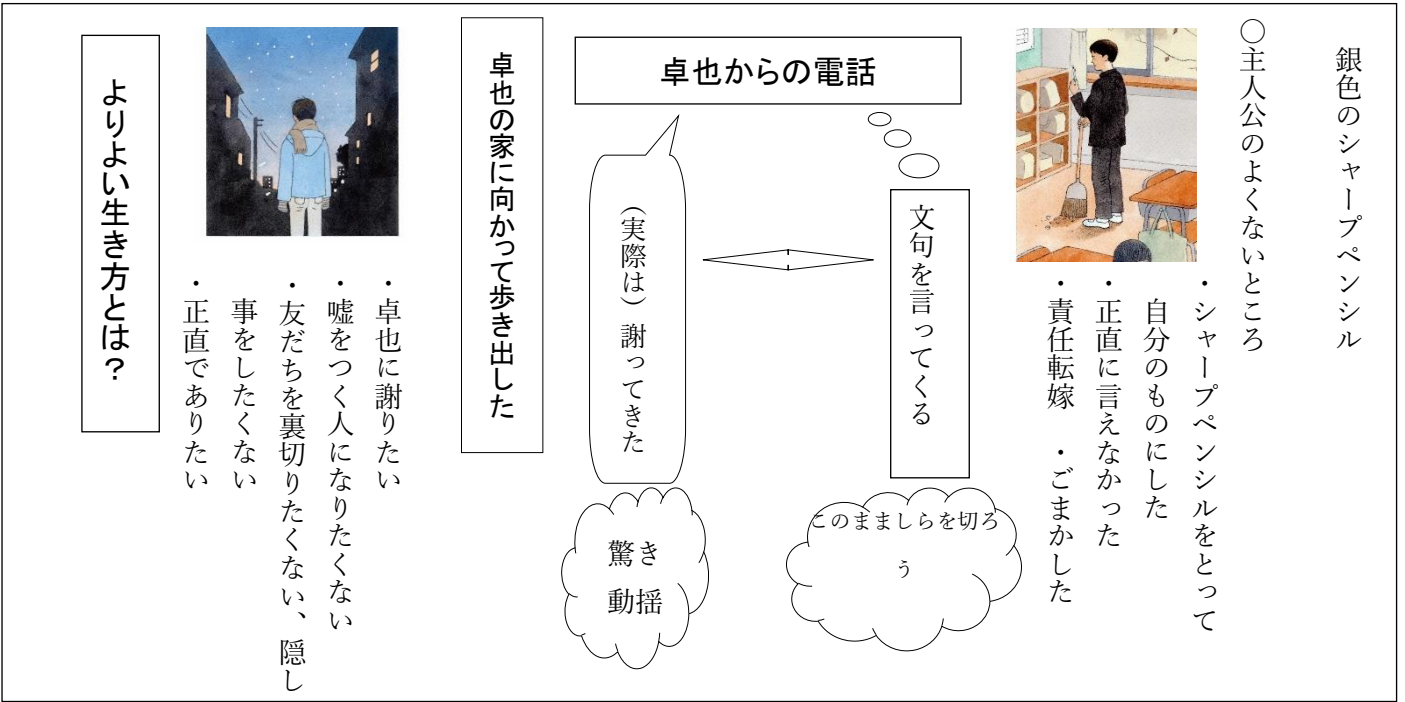 銀色のシャープペンシル
○主人公のよくないところ
・シャープペンシルをとって
自分のものにした
・正直に言えなかった
・責任転嫁　・ごまかした
卓也からの電話
文句を言ってくる
このまましらを切ろ
う
（実際は）謝ってきた
驚き
動揺
卓也の家に向かって歩き出した
・卓也に謝りたい
・嘘をつく人になりたくない
・友だちを裏切りたくない、隠し
事をしたくない
・正直でありたい
よりよい生き方とは？